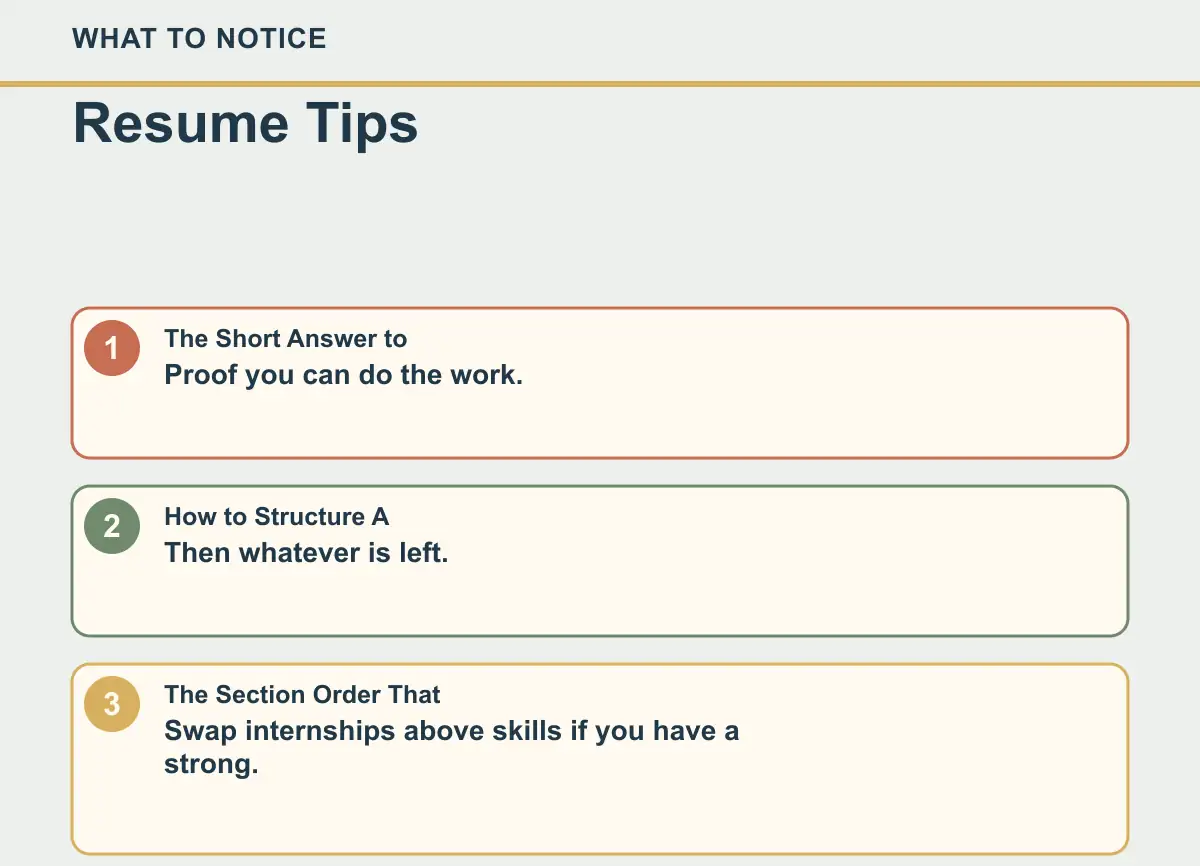 WHAT TO NOTICE
Resume Tips
1
The Short Answer to
Proof you can do the work.
2
How to Structure A
Then whatever is left.
3
The Section Order That
Swap internships above skills if you have a
strong.